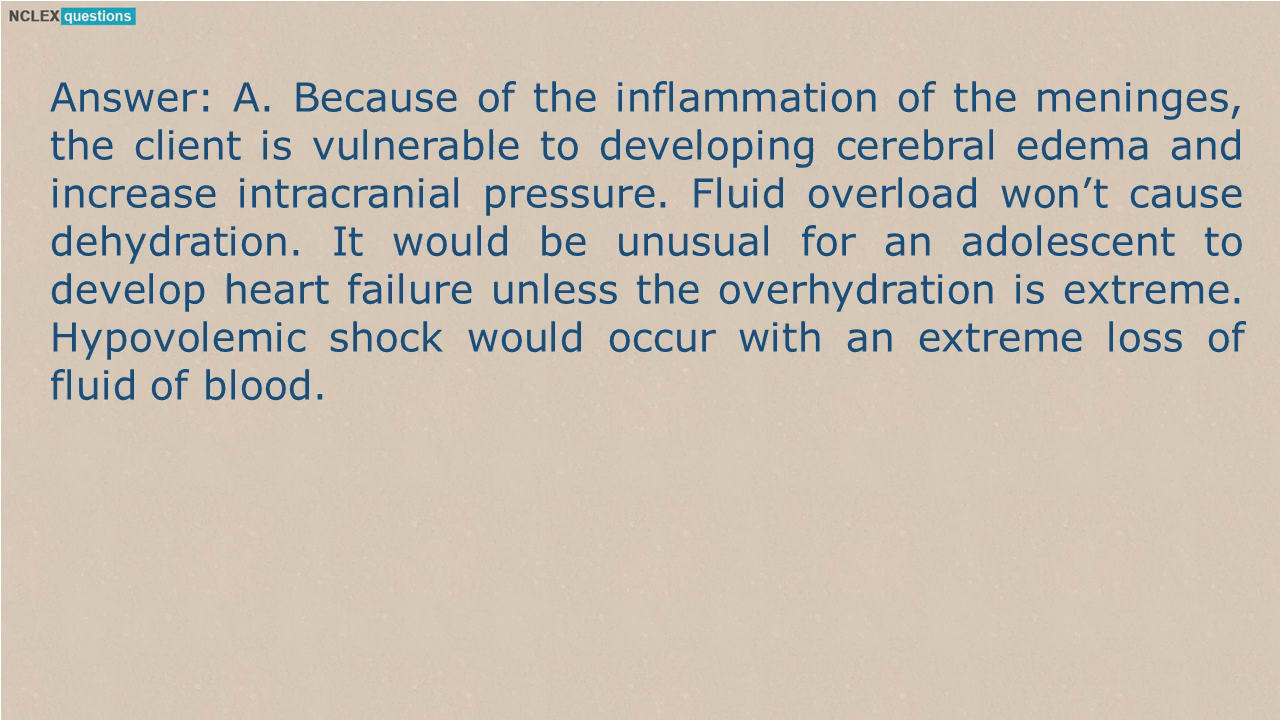 NCLEX questions
Answer: A. Because of the inflammation of the meninges,
the client is vulnerable to developing cerebral edema and
increase intracranial pressure. Fluid overload won’t cause
dehydration. It would be unusual for an adolescent to
develop heart failure unless the overhydration is extreme.
Hypovolemic shock would occur with an extreme loss of
fluid of blood.